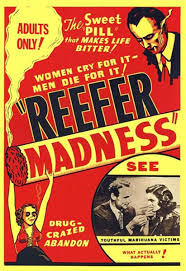 ADULTS
ONLY!
The Sweet
"PILL"
that MAKES LIFE
BITTER!
WOMEN CRY FOR IT-
MEN DIE FOR IT!
"REEFER
MADNESS"
SEE
DRUG-
CRAZED
ABANDON
YOUTHFUL MARIHUANA VICTIMS
WHAT ACTUALLY
HAPPENS!